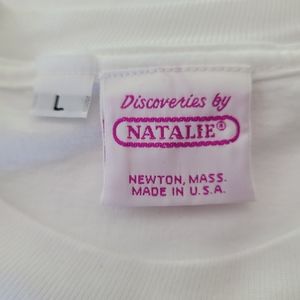 L
Discoveries by
NATALIE®
NEWTON, MASS.
MADE IN U.S.A.